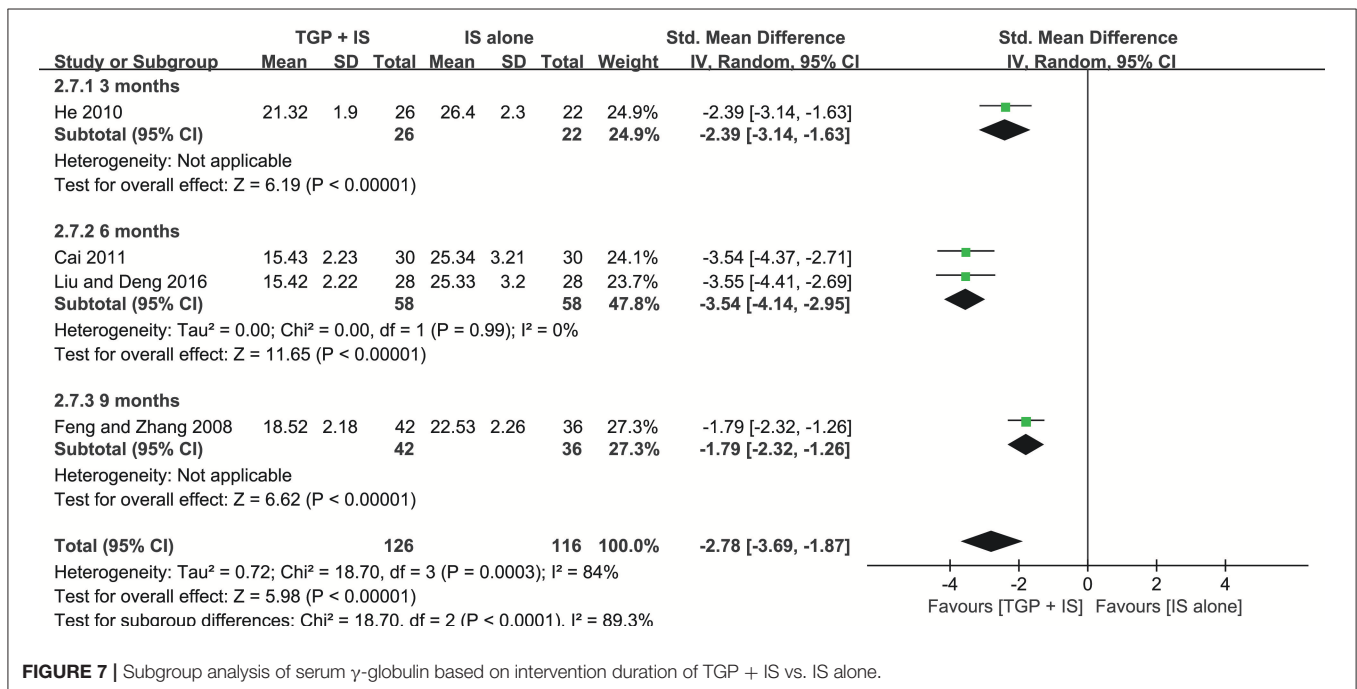 TGP + IS IS alone Std. Mean Difference Std. Mean Difference
Study or Subgroup Mean SD Total Mean SD Total Weight IV, Random, 95% CI IV, Random, 95% CI
2.7.1 3 months
He 2010 21.32 1.9 26 26.4 2.3 22 24.9% -2.39 [-3.14, -1.63]
Subtotal (95% CI) 26 22 24.9% -2.39 [-3.14, -1.63]
Heterogeneity: Not applicable
Test for overall effect: Z = 6.19 (P < 0.00001)
2.7.2 6 months
Cai 2011 15.43 2.23 30 25.34 3.21 30 24.1% -3.54 [-4.37, -2.71]
Liu and Deng 2016 15.42 2.22 28 25.33 3.2 28 23.7% -3.55 [-4.41, -2.69]
Subtotal (95% CI) 58 58 47.8% -3.54 [-4.14, -2.95]
Heterogeneity: Tau² = 0.00; Chi² = 0.00, df = 1 (P = 0.99); I² = 0%
Test for overall effect: Z = 11.65 (P < 0.00001)
2.7.3 9 months
Feng and Zhang 2008 18.52 2.18 42 22.53 2.26 36 27.3% -1.79 [-2.32, -1.26]
Subtotal (95% CI) 42 36 27.3% -1.79 [-2.32, -1.26]
Heterogeneity: Not applicable
Test for overall effect: Z = 6.62 (P < 0.00001)
Total (95% CI) 126 116 100.0% -2.78 [-3.69, -1.87]
Heterogeneity: Tau² = 0.72; Chi² = 18.70, df = 3 (P = 0.0003); I² = 84%
Test for overall effect: Z = 5.98 (P < 0.00001)
Test for subgroup differences: Chi² = 18.70, df = 2 (P < 0.0001), I² = 89.3%
-4 -2 0 2 4
Favours [TGP + IS] Favours [IS alone]
FIGURE 7 | Subgroup analysis of serum γ-globulin based on intervention duration of TGP + IS vs. IS alone.